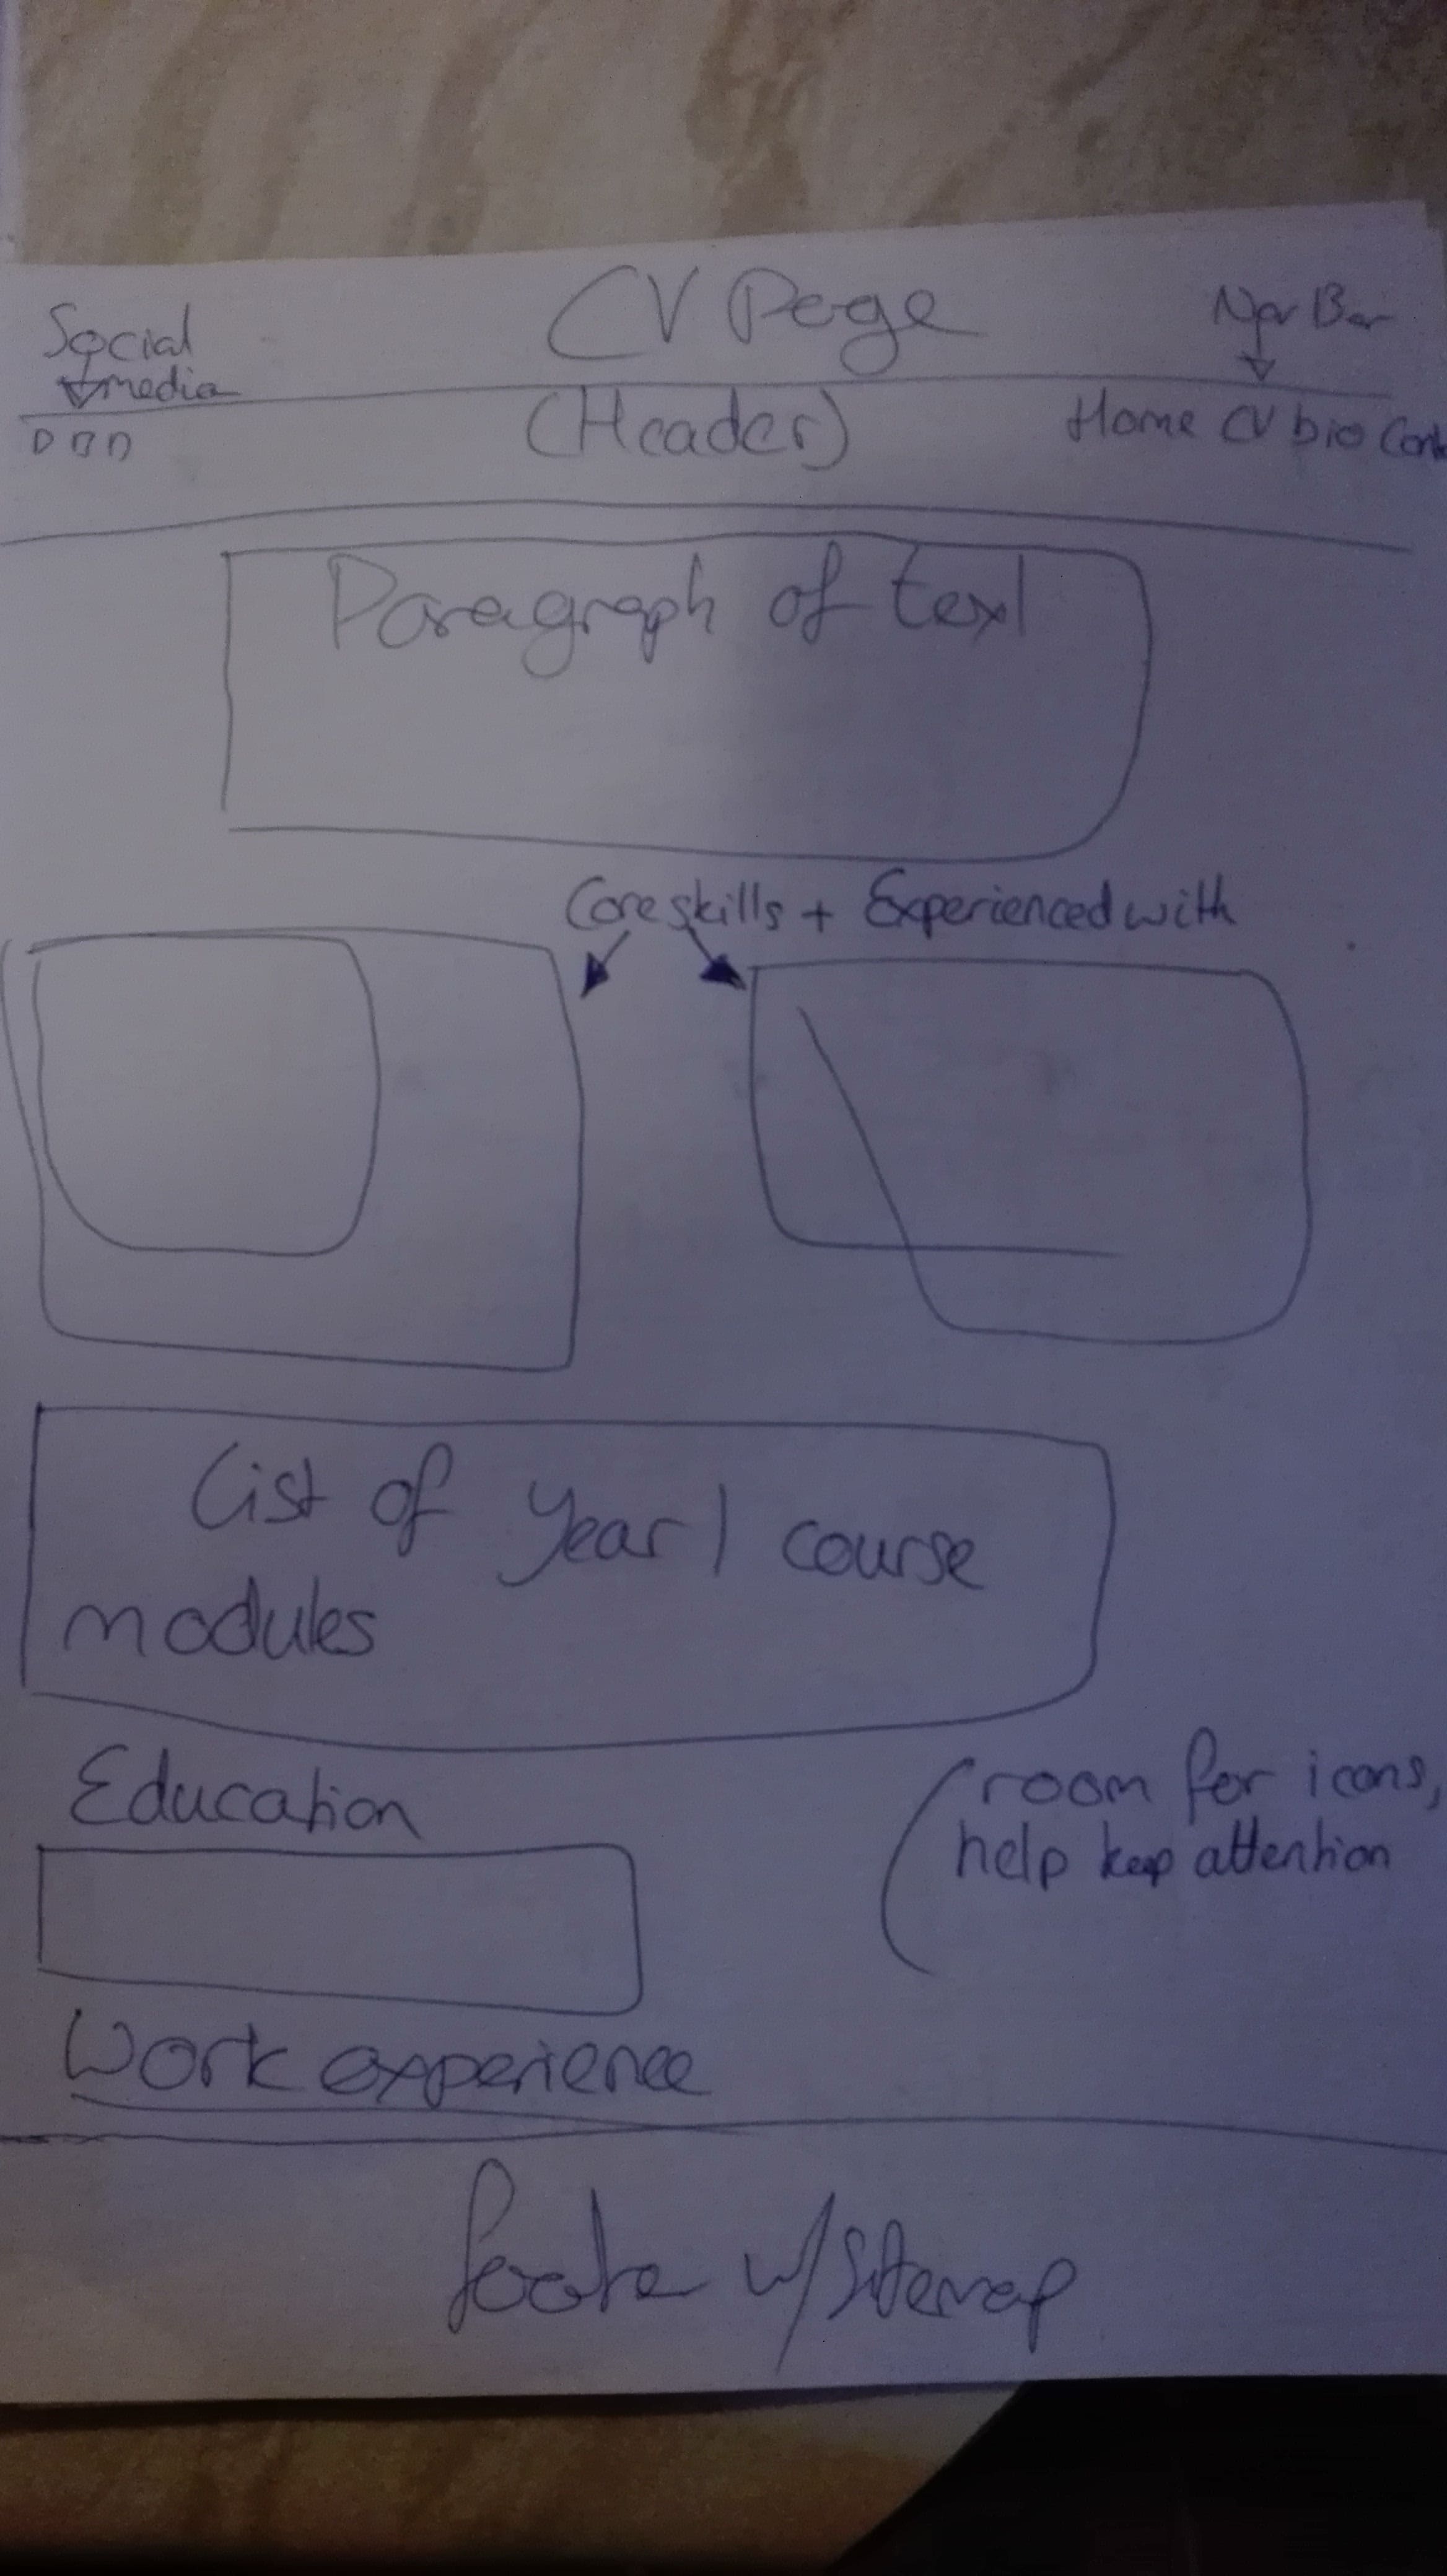 CV Page
Social
media
Nav Bar
(Header)
Home CV bio Cont
Paragraph of text
Core skills + Experienced with
List of Year 1 course
modules
Education
room for icons,
help keep attention
Work experience
footer w/ Sitemap